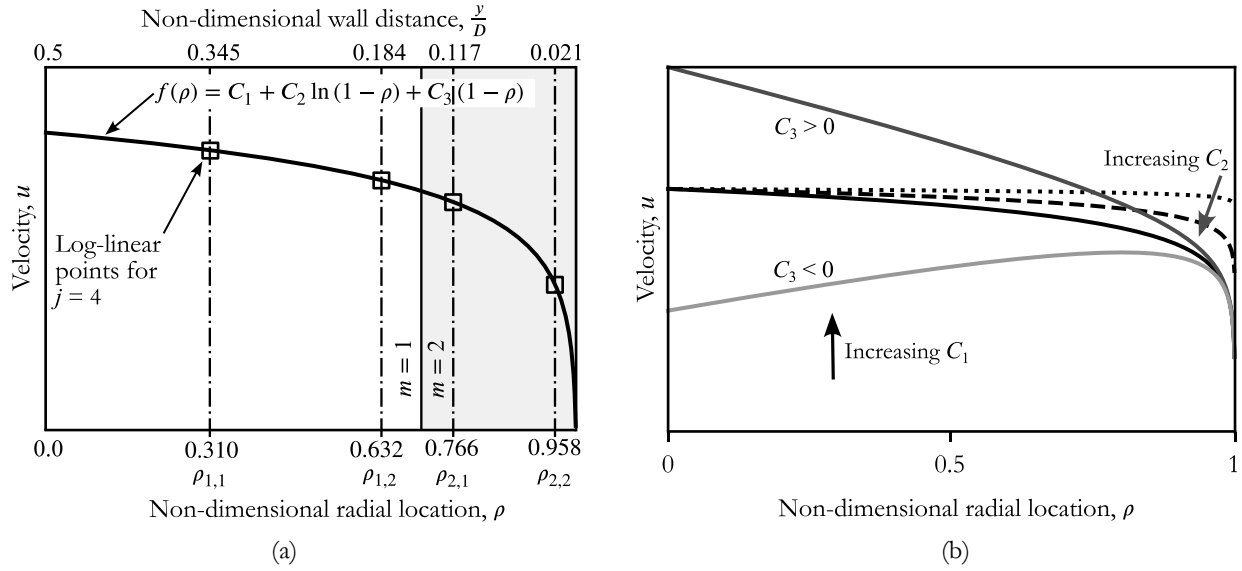 Non-dimensional wall distance, y/D
0.5 0.345 0.184 0.117 0.021
f(ρ) = C₁ + C₂ ln (1 − ρ) + C₃ (1 − ρ)
Velocity, u
Log-linear
points for
j = 4
m = 1
m = 2
0.0 0.310 0.632 0.766 0.958
ρ₁,₁ ρ₁,₂ ρ₂,₁ ρ₂,₂
Non-dimensional radial location, ρ
(a)
C₃ > 0
Increasing C₂
Velocity, u
C₃ < 0
Increasing C₁
0 0.5 1
Non-dimensional radial location, ρ
(b)